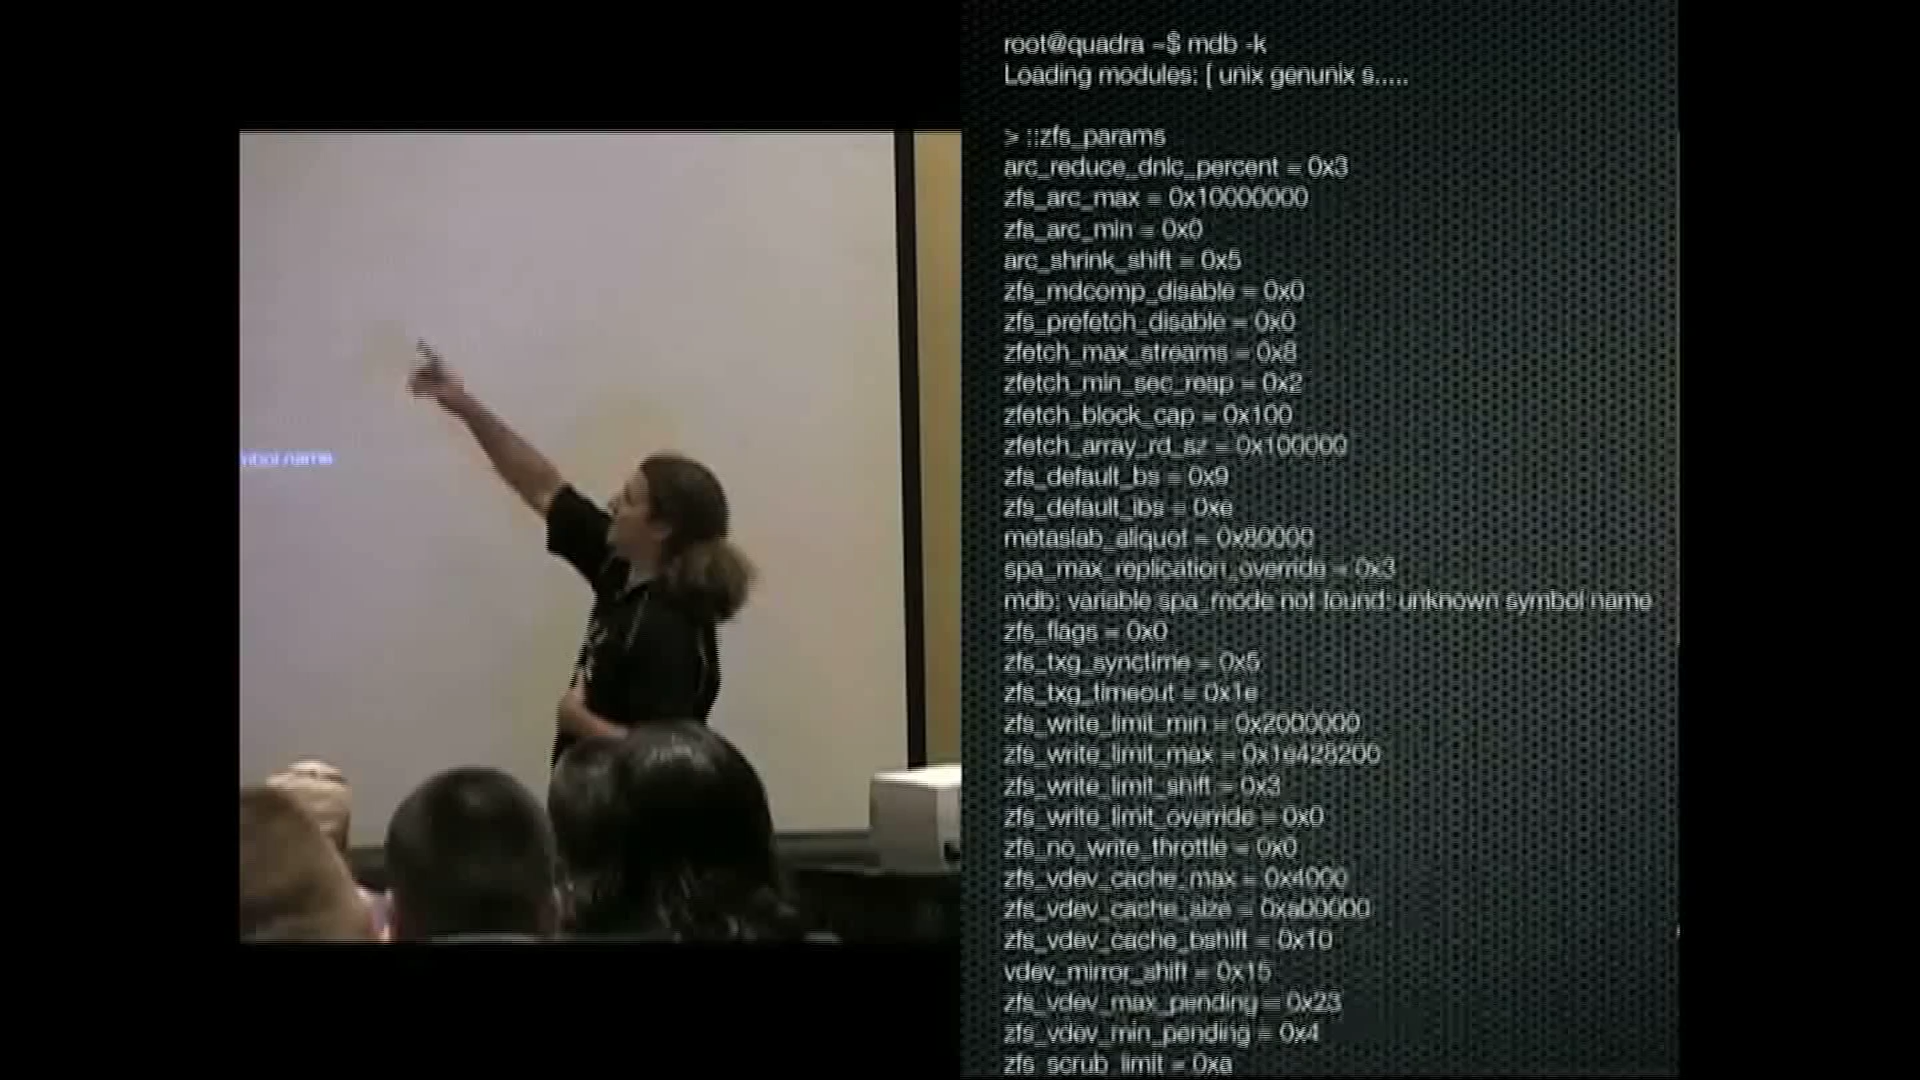 root@quadra ~$ mdb -k
Loading modules: [ unix genunix s.....
> ::zfs_params
arc_reduce_dnlc_percent = 0x3
zfs_arc_max = 0x10000000
zfs_arc_min = 0x0
arc_shrink_shift = 0x5
zfs_mdcomp_disable = 0x0
zfs_prefetch_disable = 0x0
zfetch_max_streams = 0x8
zfetch_min_sec_reap = 0x2
zfetch_block_cap = 0x100
zfetch_array_rd_sz = 0x100000
zfs_default_bs = 0x9
zfs_default_ibs = 0xe
metaslab_aliquot = 0x80000
spa_max_replication_override = 0x3
mdb: variable spa_mode not found: unknown symbol name
zfs_flags = 0x0
zfs_txg_synctime = 0x5
zfs_txg_timeout = 0x1e
zfs_write_limit_min = 0x2000000
zfs_write_limit_max = 0x1e428200
zfs_write_limit_shift = 0x3
zfs_write_limit_override = 0x0
zfs_no_write_throttle = 0x0
zfs_vdev_cache_max = 0x4000
zfs_vdev_cache_size = 0xa00000
zfs_vdev_cache_bshift = 0x10
vdev_mirror_shift = 0x15
zfs_vdev_max_pending = 0x23
zfs_vdev_min_pending = 0x4
zfs_scrub_limit = 0xa
name